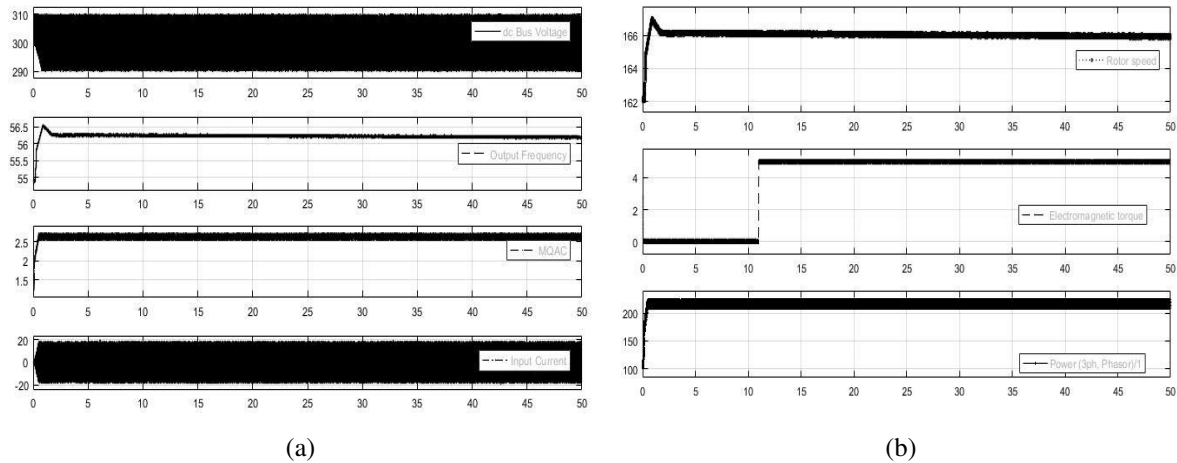 310
300
290
dc Bus Voltage
0 5 10 15 20 25 30 35 40 45 50
56.5
56
55.5
55
Output Frequency
0 5 10 15 20 25 30 35 40 45 50
2.5
2
1.5
MQAC
0 5 10 15 20 25 30 35 40 45 50
20
0
-20
Input Current
0 5 10 15 20 25 30 35 40 45 50
(a)
166
164
162
Rotor speed
0 5 10 15 20 25 30 35 40 45 50
4
2
0
Electromagnetic torque
0 5 10 15 20 25 30 35 40 45 50
200
150
100
Power (3ph, Phasor)/1
0 5 10 15 20 25 30 35 40 45 50
(b)